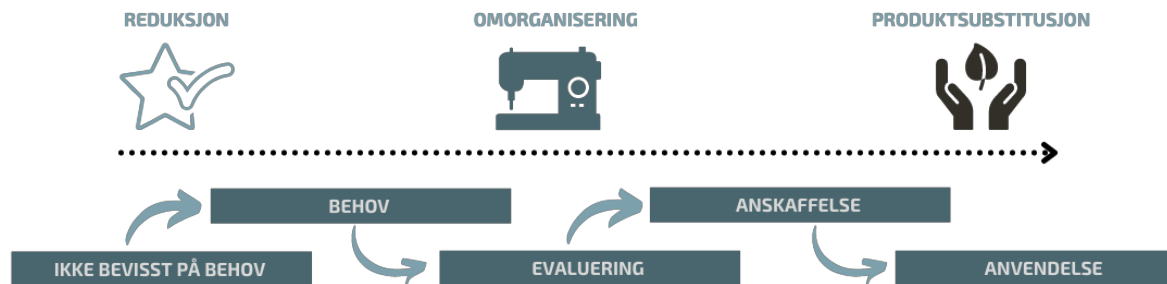 REDUKSJON
OMORGANISERING
PRODUKTSUBSTITUSJON
BEHOV
ANSKAFFELSE
IKKE BEVISST PÅ BEHOV
EVALUERING
ANVENDELSE